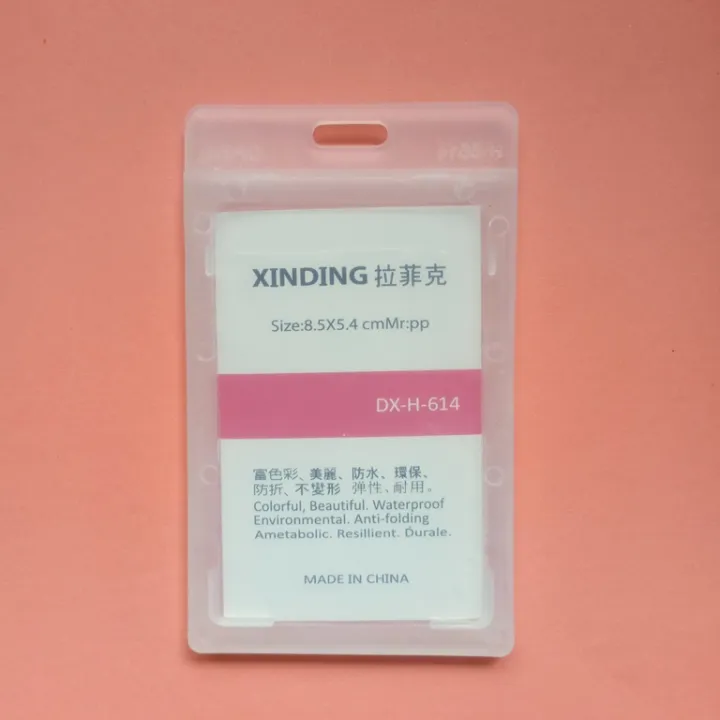 XINDING 拉菲克
Size:8.5X5.4 cmMr:pp
DX-H-614
富色彩、美麗、防水、環保、
防折、不變形 弹性、耐用。
Colorful, Beautiful. Waterproof
Environmental. Anti-folding
Ametabolic. Resillient. Durale.
MADE IN CHINA